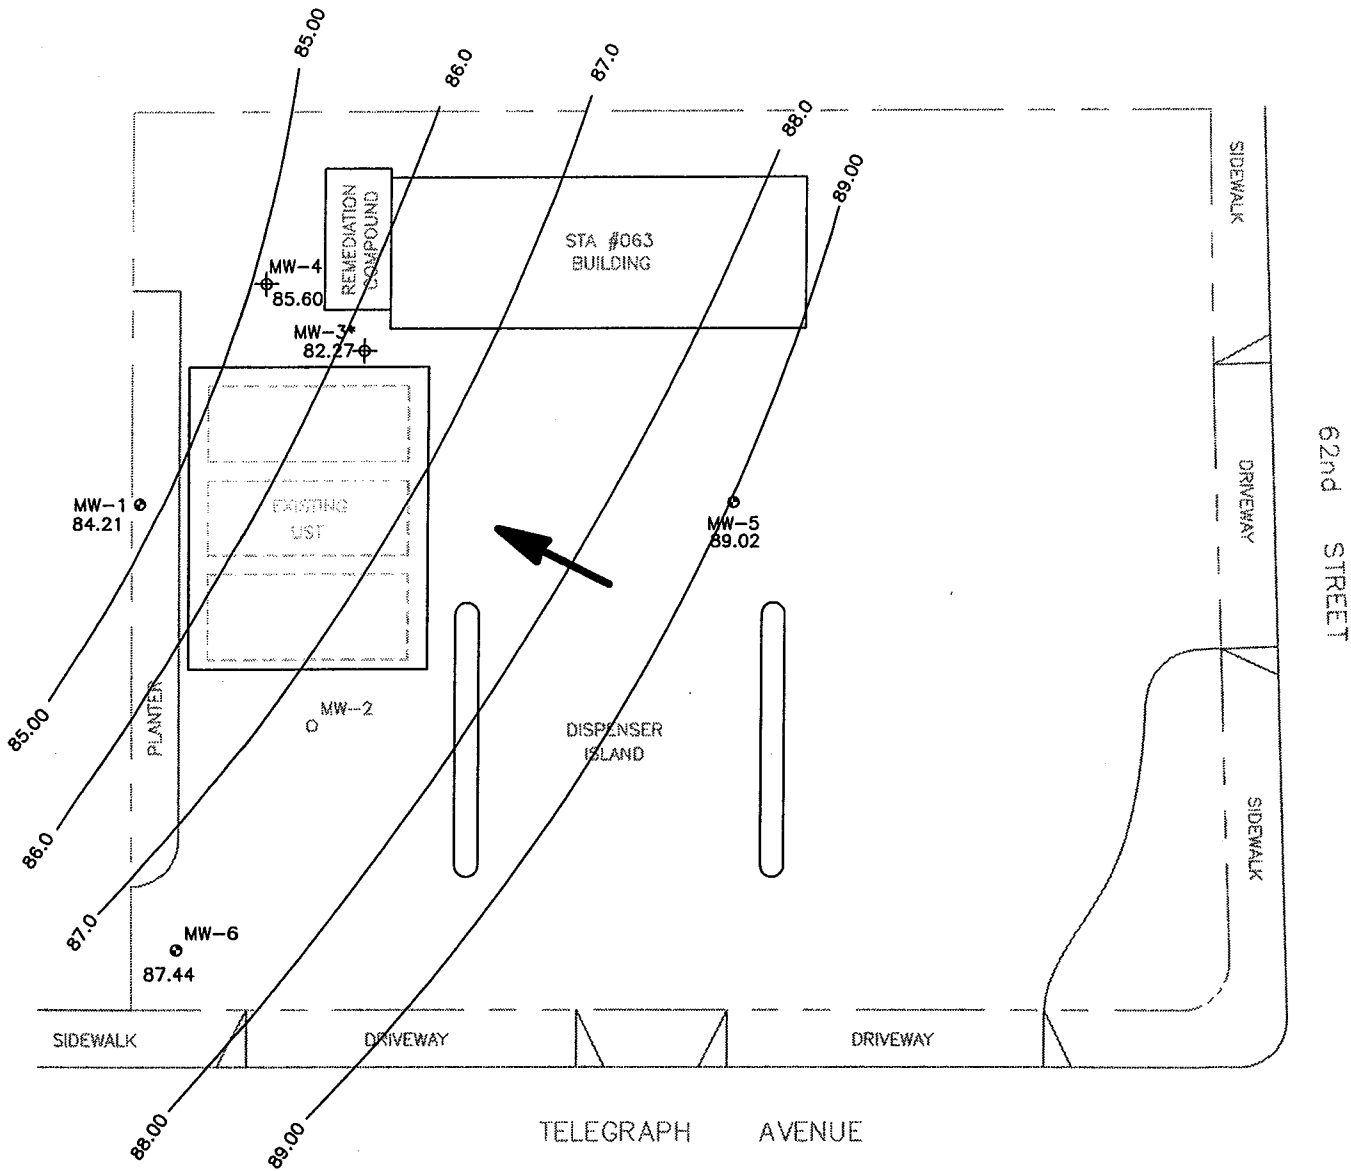 85.00
86.0
87.0
88.0
89.00
SIDEWALK
REMEDIATION
COMPOUND
STA #063
BUILDING
MW-4
85.60
MW-3*
82.27
62nd STREET
DRIVEWAY
MW-1
84.21
EXISTING
UST
MW-5
89.02
PLANTER
MW-2
DISPENSER
ISLAND
85.00
86.0
87.0
SIDEWALK
MW-6
87.44
SIDEWALK
DRIVEWAY
DRIVEWAY
88.00
89.00
TELEGRAPH AVENUE